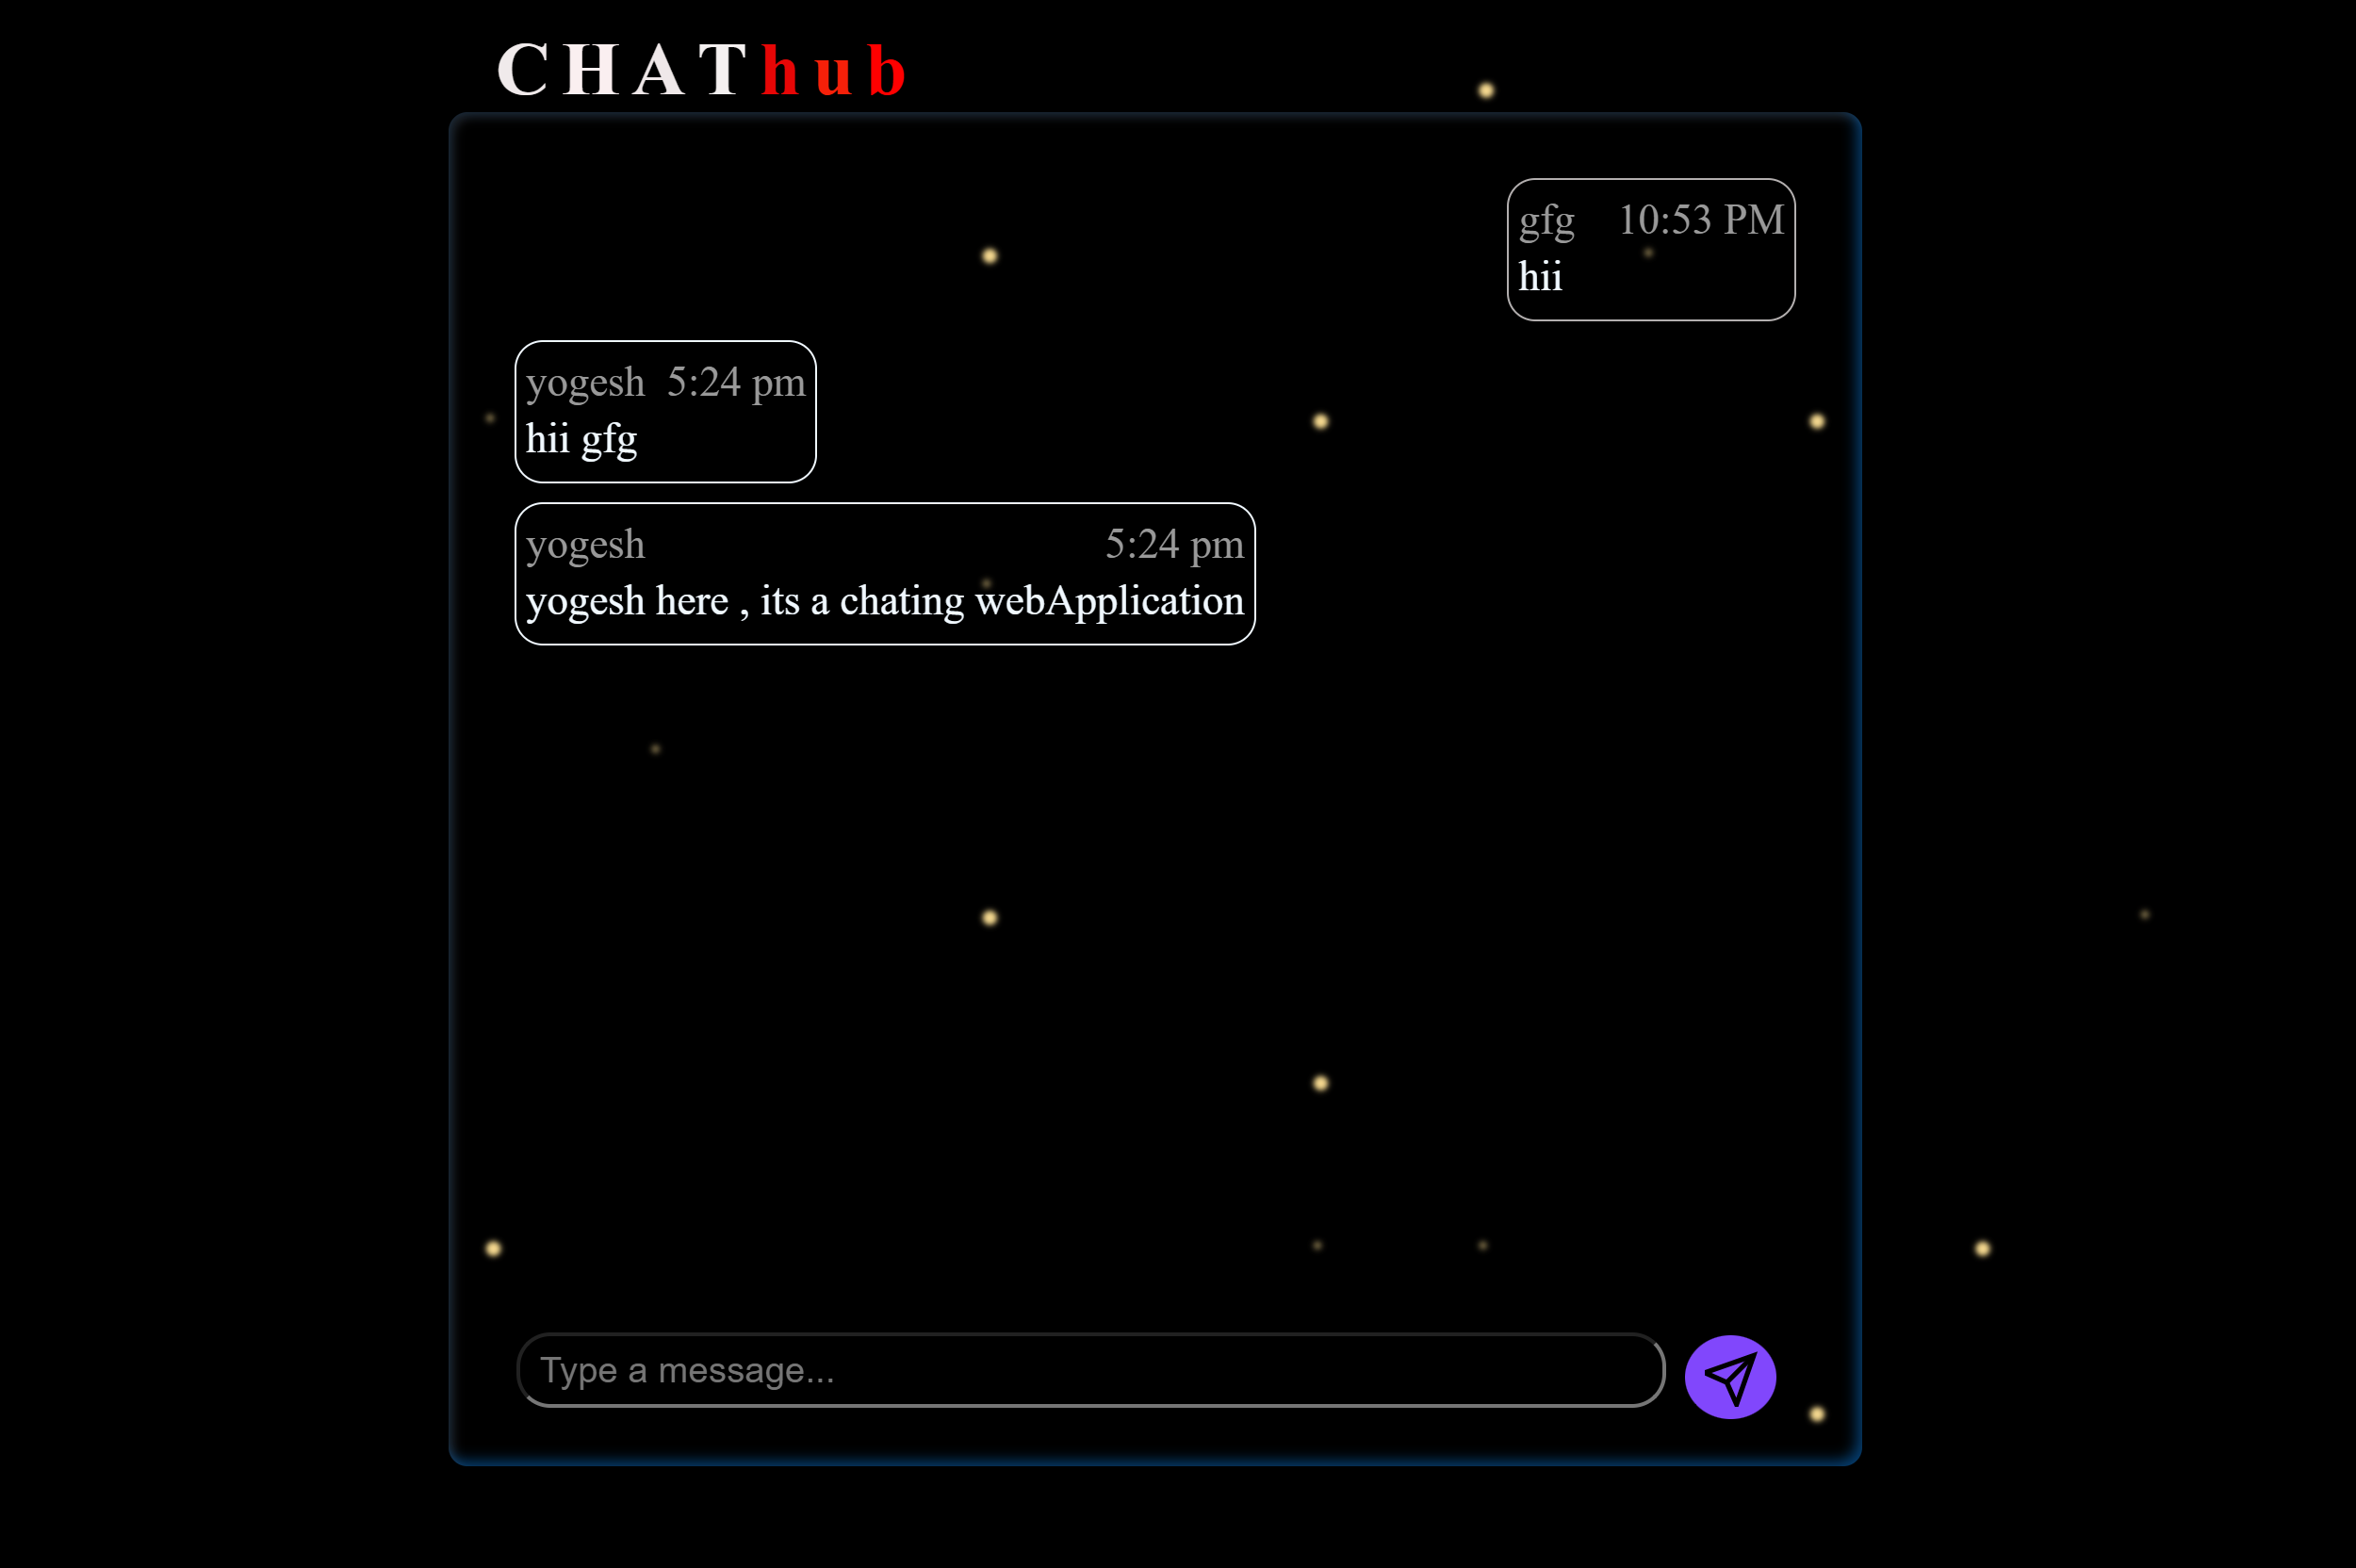 CHAThub
gfg 10:53 PM
hii
yogesh 5:24 pm
hii gfg
yogesh 5:24 pm
yogesh here , its a chating webApplication
Type a message...